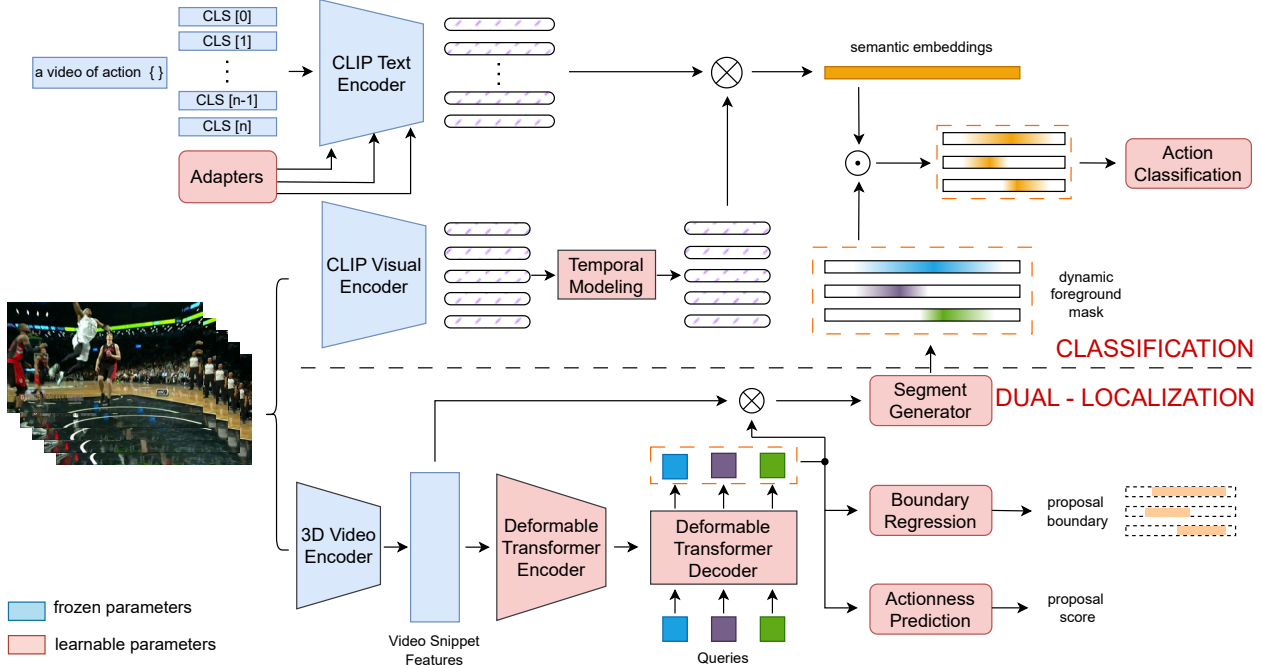 CLS [0]
CLS [1]
a video of action { }
CLS [n-1]
CLS [n]
Adapters
CLIP Text
Encoder
semantic embeddings
Action
Classification
CLIP Visual
Encoder
Temporal
Modeling
dynamic
foreground
mask
CLASSIFICATION
DUAL - LOCALIZATION
Segment
Generator
3D Video
Encoder
Video Snippet
Features
Deformable
Transformer
Encoder
Deformable
Transformer
Decoder
Queries
Boundary
Regression
proposal
boundary
Actionness
Prediction
proposal
score
frozen parameters
learnable parameters